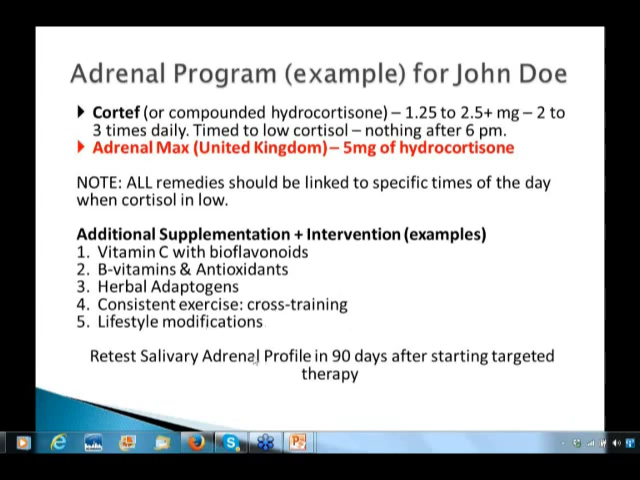 Adrenal Program (example) for John Doe
Cortef (or compounded hydrocortisone) – 1.25 to 2.5+ mg – 2 to
3 times daily. Timed to low cortisol – nothing after 6 pm.
Adrenal Max (United Kingdom) – 5mg of hydrocortisone
NOTE: ALL remedies should be linked to specific times of the day
when cortisol in low.
Additional Supplementation + Intervention (examples)
1. Vitamin C with bioflavonoids
2. B-vitamins & Antioxidants
3. Herbal Adaptogens
4. Consistent exercise: cross-training
5. Lifestyle modifications
Retest Salivary Adrenal Profile in 90 days after starting targeted
therapy